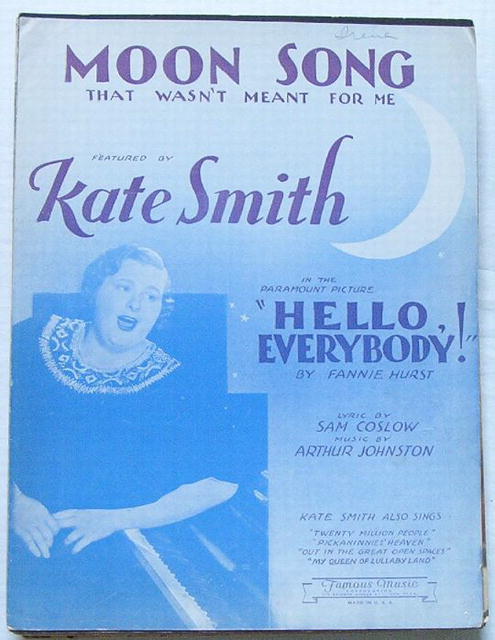 Irene
MOON SONG
THAT WASN'T MEANT FOR ME
FEATURED BY
Kate Smith
IN THE
PARAMOUNT PICTURE
"HELLO,
EVERYBODY!"
BY FANNIE HURST
LYRIC BY
SAM COSLOW
MUSIC BY
ARTHUR JOHNSTON
KATE SMITH ALSO SINGS
"TWENTY MILLION PEOPLE"
"PICKANINNIES' HEAVEN"
"OUT IN THE GREAT OPEN SPACES"
"MY QUEEN OF LULLABY LAND"
Famous Music
CORPORATION
MADE IN U.S.A.